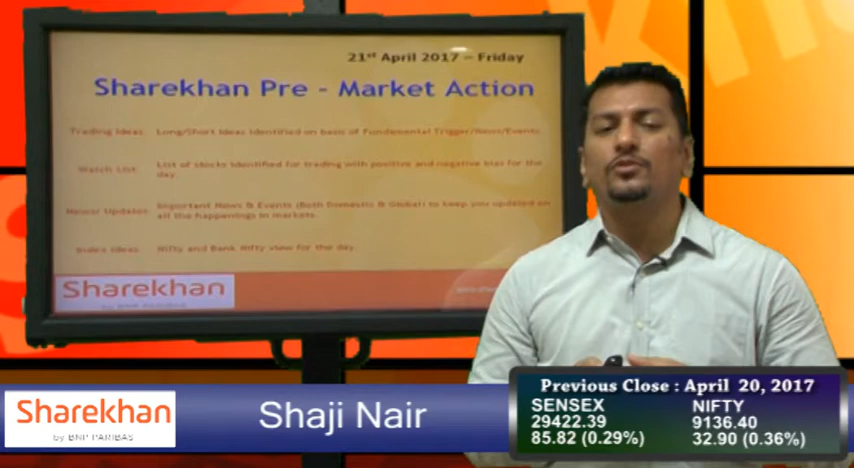 21st April 2017 – Friday
Sharekhan Pre - Market Action
Trading Ideas: Long/Short Ideas identified on basis of Fundamental Trigger/News/Events.
Watch List: List of stocks identified for trading with positive and negative bias for the
day.
News/ Updates: Important News & Events (Both Domestic & Global) to keep you updated on
all the happenings in markets.
Index Ideas: Nifty and Bank Nifty view for the day.
Sharekhan
by BNP PARIBAS
Sharekhan
by BNP PARIBAS
Shaji Nair
Previous Close : April 20, 2017
SENSEX NIFTY
29422.39 9136.40
85.82 (0.29%) 32.90 (0.36%)